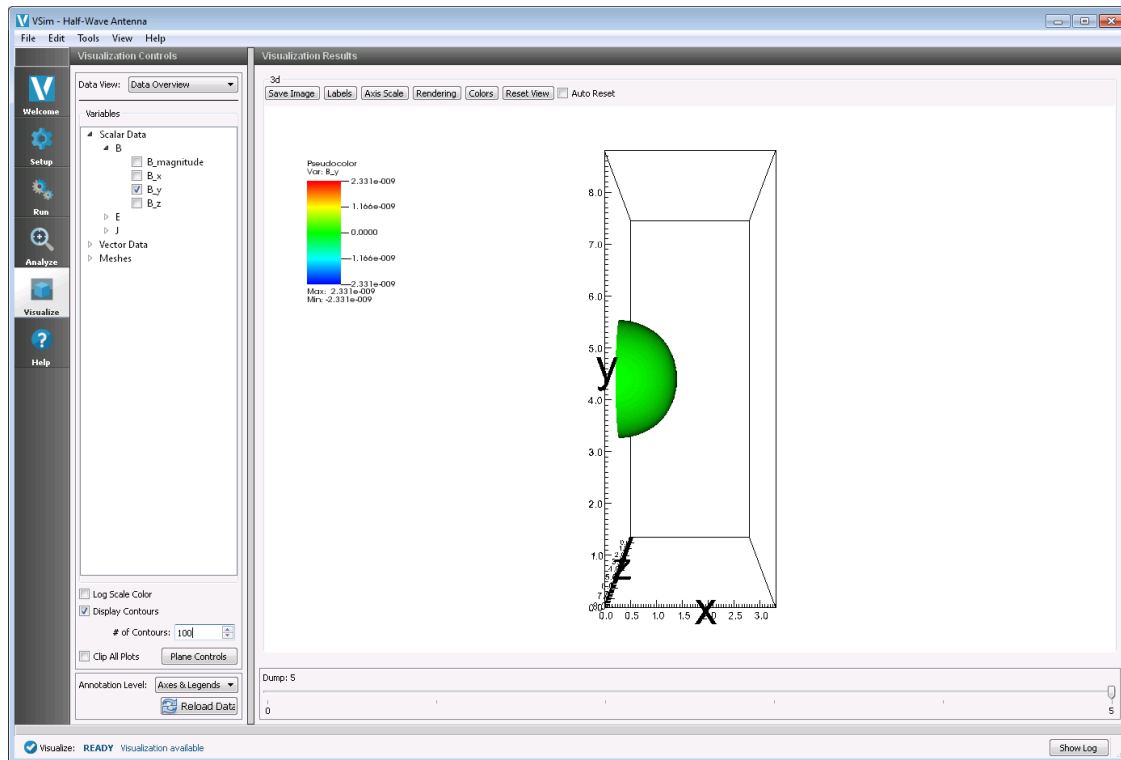 VSim - Half-Wave Antenna
File Edit Tools View Help
Visualization Controls
Visualization Results
Welcome
Setup
Run
Analyze
Visualize
Help
Data View: Data Overview
Variables
Scalar Data
B
B_magnitude
B_x
B_y
B_z
E
J
Vector Data
Meshes
Log Scale Color
Display Contours
# of Contours: 100
Clip All Plots Plane Controls
Annotation Level: Axes & Legends
Reload Data
3d
Save Image Labels Axis Scale Rendering Colors Reset View Auto Reset
Pseudocolor
Var: B_y
2.331e-009
1.166e-009
0.0000
-1.166e-009
-2.331e-009
Max: 2.331e-009
Min: -2.331e-009
8.0
7.0
6.0
5.0
y
4.0
3.0
2.0
1.0
z
0.0
x
0.0 0.5 1.0 1.5 2.0 2.5 3.0
Dump: 5
0 5
Visualize: READY Visualization available
Show Log